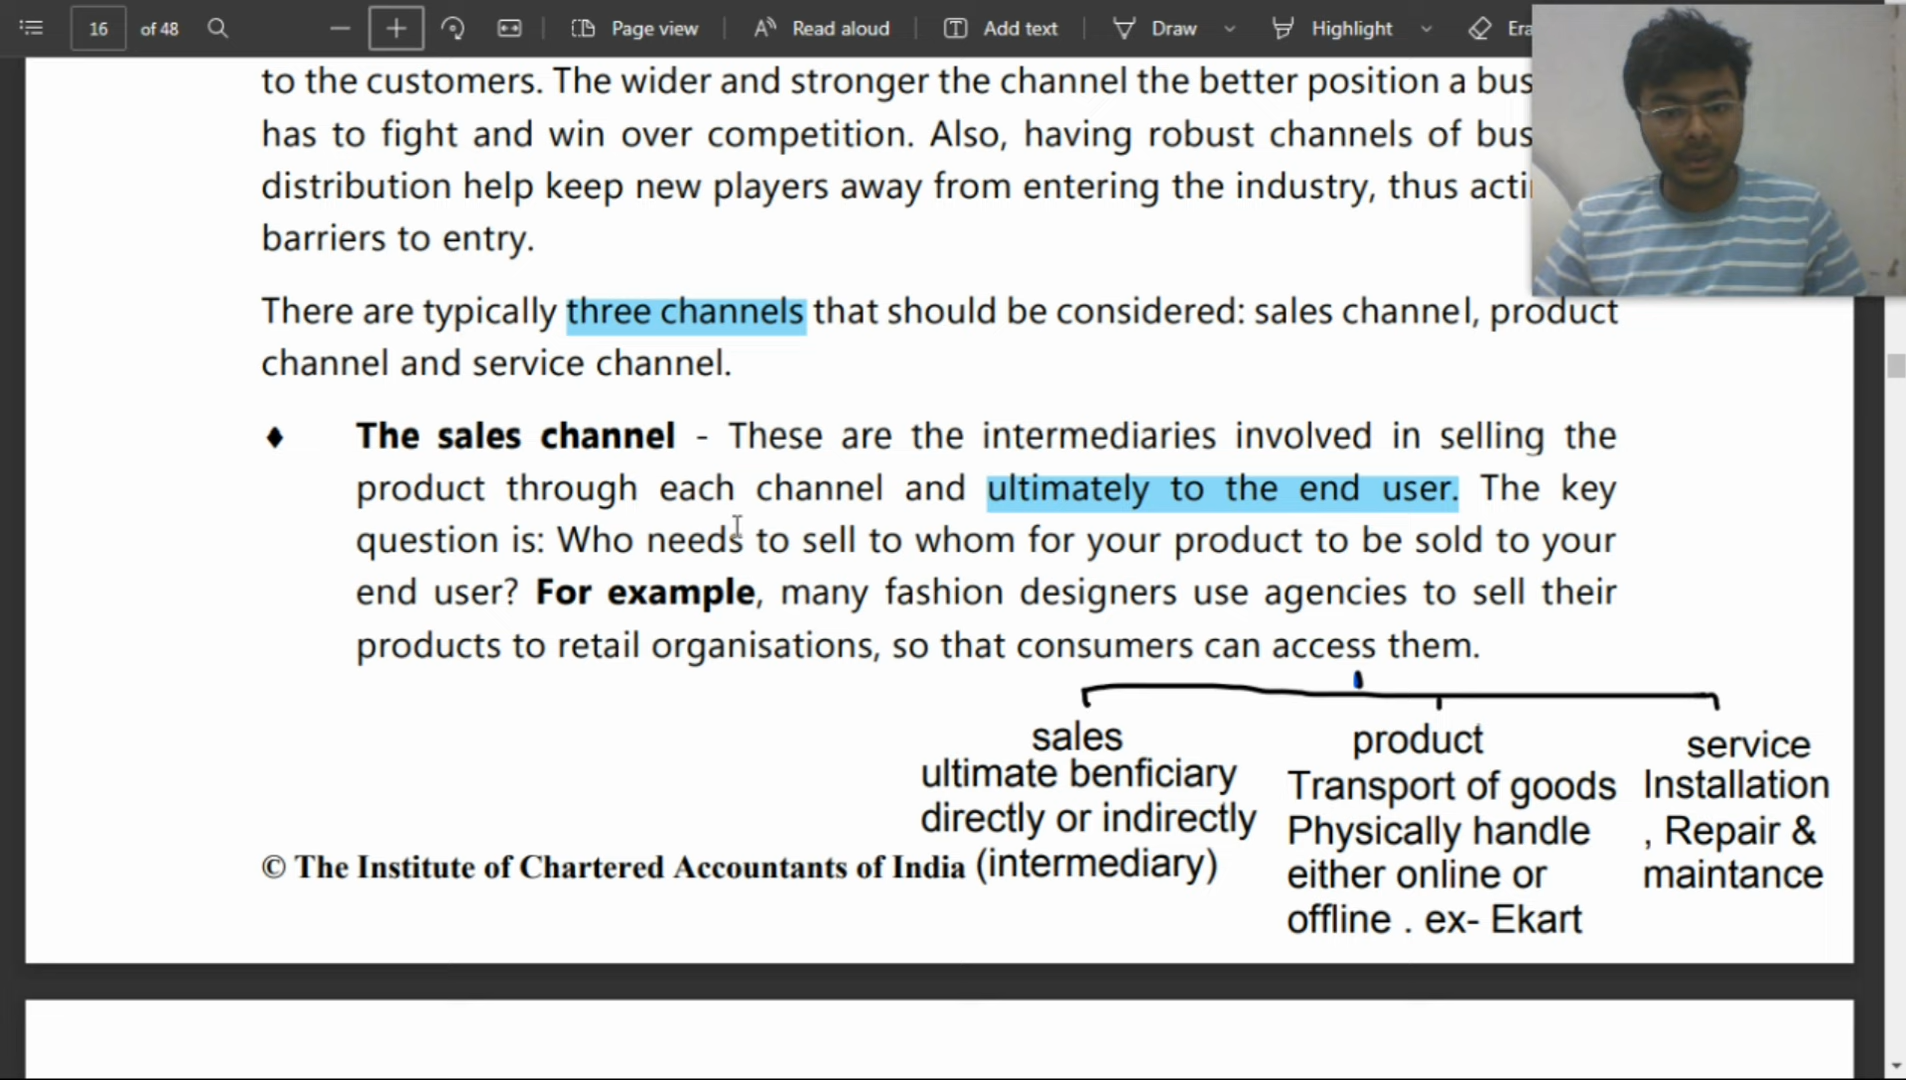 16 of 48 Page view Read aloud Add text Draw Highlight
to the customers. The wider and stronger the channel the better position a bus
has to fight and win over competition. Also, having robust channels of bus
distribution help keep new players away from entering the industry, thus acti
barriers to entry.
There are typically three channels that should be considered: sales channel, product
channel and service channel.
♦ The sales channel - These are the intermediaries involved in selling the
product through each channel and ultimately to the end user. The key
question is: Who needs to sell to whom for your product to be sold to your
end user? For example, many fashion designers use agencies to sell their
products to retail organisations, so that consumers can access them.
sales
ultimate benficiary
directly or indirectly
(intermediary)
product
Transport of goods
Physically handle
either online or
offline . ex- Ekart
service
Installation
, Repair &
maintance
© The Institute of Chartered Accountants of India